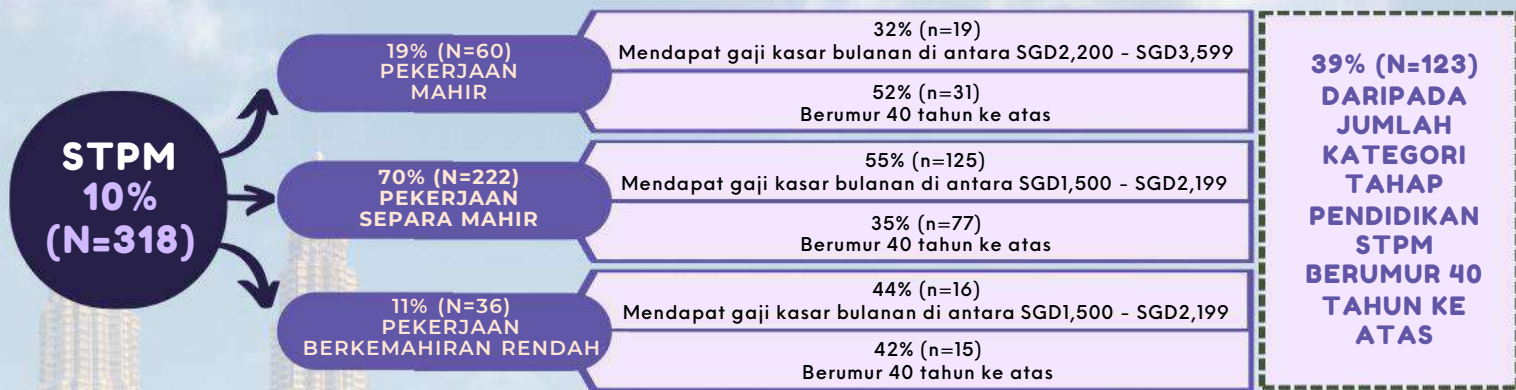 STPM
10%
(N=318)
19% (N=60)
PEKERJAAN
MAHIR
32% (n=19)
Mendapat gaji kasar bulanan di antara SGD2,200 - SGD3,599
52% (n=31)
Berumur 40 tahun ke atas
70% (N=222)
PEKERJAAN
SEPARA MAHIR
55% (n=125)
Mendapat gaji kasar bulanan di antara SGD1,500 - SGD2,199
35% (n=77)
Berumur 40 tahun ke atas
11% (N=36)
PEKERJAAN
BERKEMAHIRAN RENDAH
44% (n=16)
Mendapat gaji kasar bulanan di antara SGD1,500 - SGD2,199
42% (n=15)
Berumur 40 tahun ke atas
39% (N=123)
DARIPADA
JUMLAH
KATEGORI
TAHAP
PENDIDIKAN
STPM
BERUMUR 40
TAHUN KE
ATAS